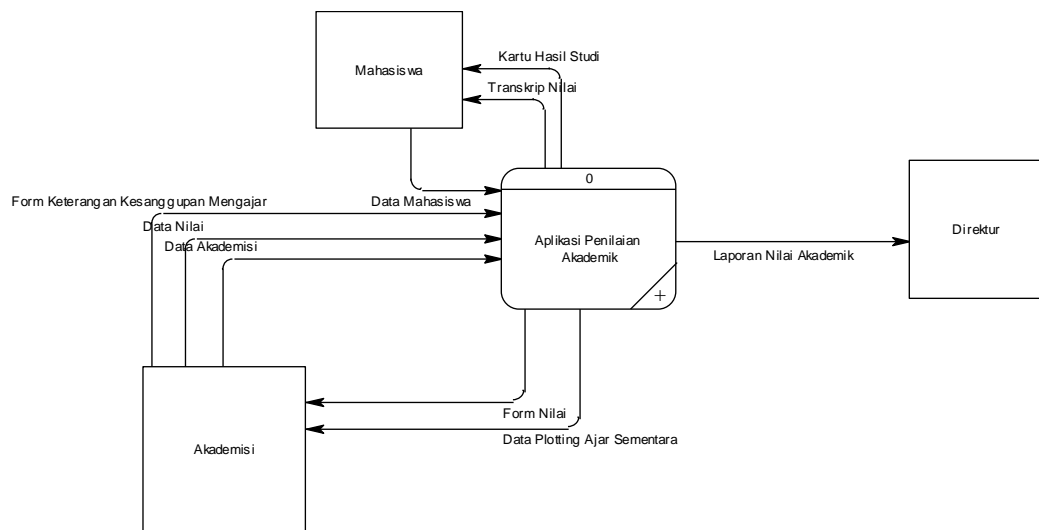 Kartu Hasil Studi
Mahasiswa
Transkrip Nilai
0
Form Keterangan Kesanggupan Mengajar
Data Mahasiswa
Data Nilai
Data Akademisi
Aplikasi Penilaian
Akademik
Direktur
Laporan Nilai Akademik
+
Form Nilai
Data Plotting Ajar Sementara
Akademisi